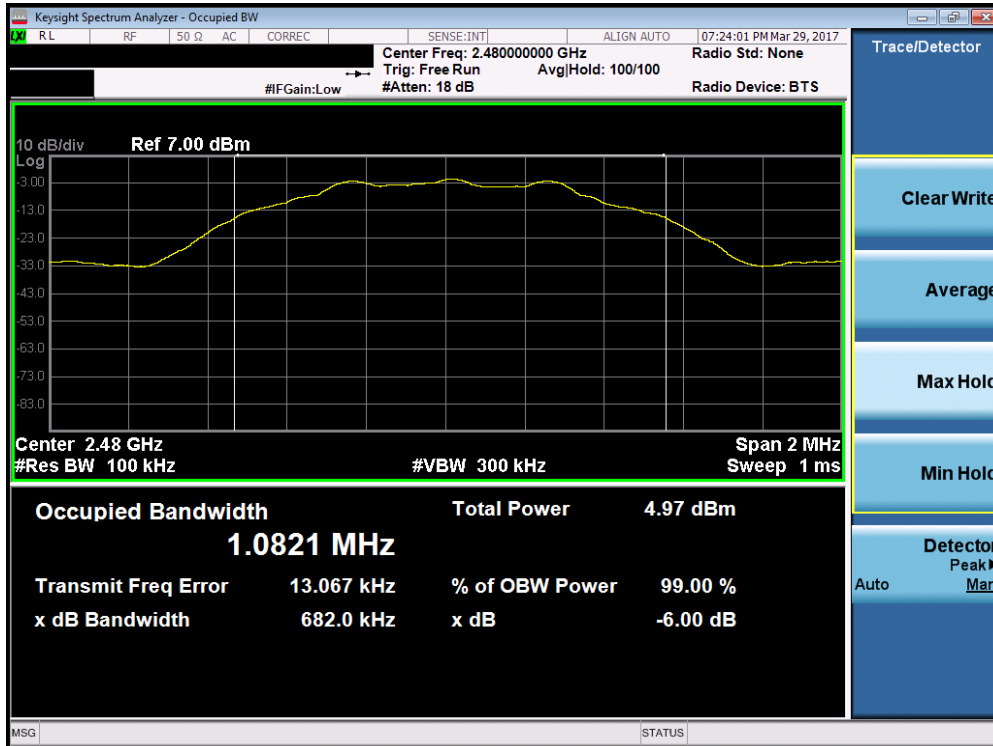 Keysight Spectrum Analyzer - Occupied BW
LXI RL RF 50 Ω AC CORREC SENSE:INT ALIGN AUTO 07:24:01 PM Mar 29, 2017
Center Freq: 2.480000000 GHz Radio Std: None
Trig: Free Run Avg|Hold: 100/100
#IFGain:Low #Atten: 18 dB Radio Device: BTS
10 dB/div Ref 7.00 dBm
Log
-3.00
-13.0
-23.0
-33.0
-43.0
-53.0
-63.0
-73.0
-83.0
Center 2.48 GHz Span 2 MHz
#Res BW 100 kHz #VBW 300 kHz Sweep 1 ms
Occupied Bandwidth Total Power 4.97 dBm
1.0821 MHz
Transmit Freq Error 13.067 kHz % of OBW Power 99.00 %
x dB Bandwidth 682.0 kHz x dB -6.00 dB
MSG STATUS
Trace/Detector
Clear Write
Average
Max Hold
Min Hold
Detector
Peak
Auto Man